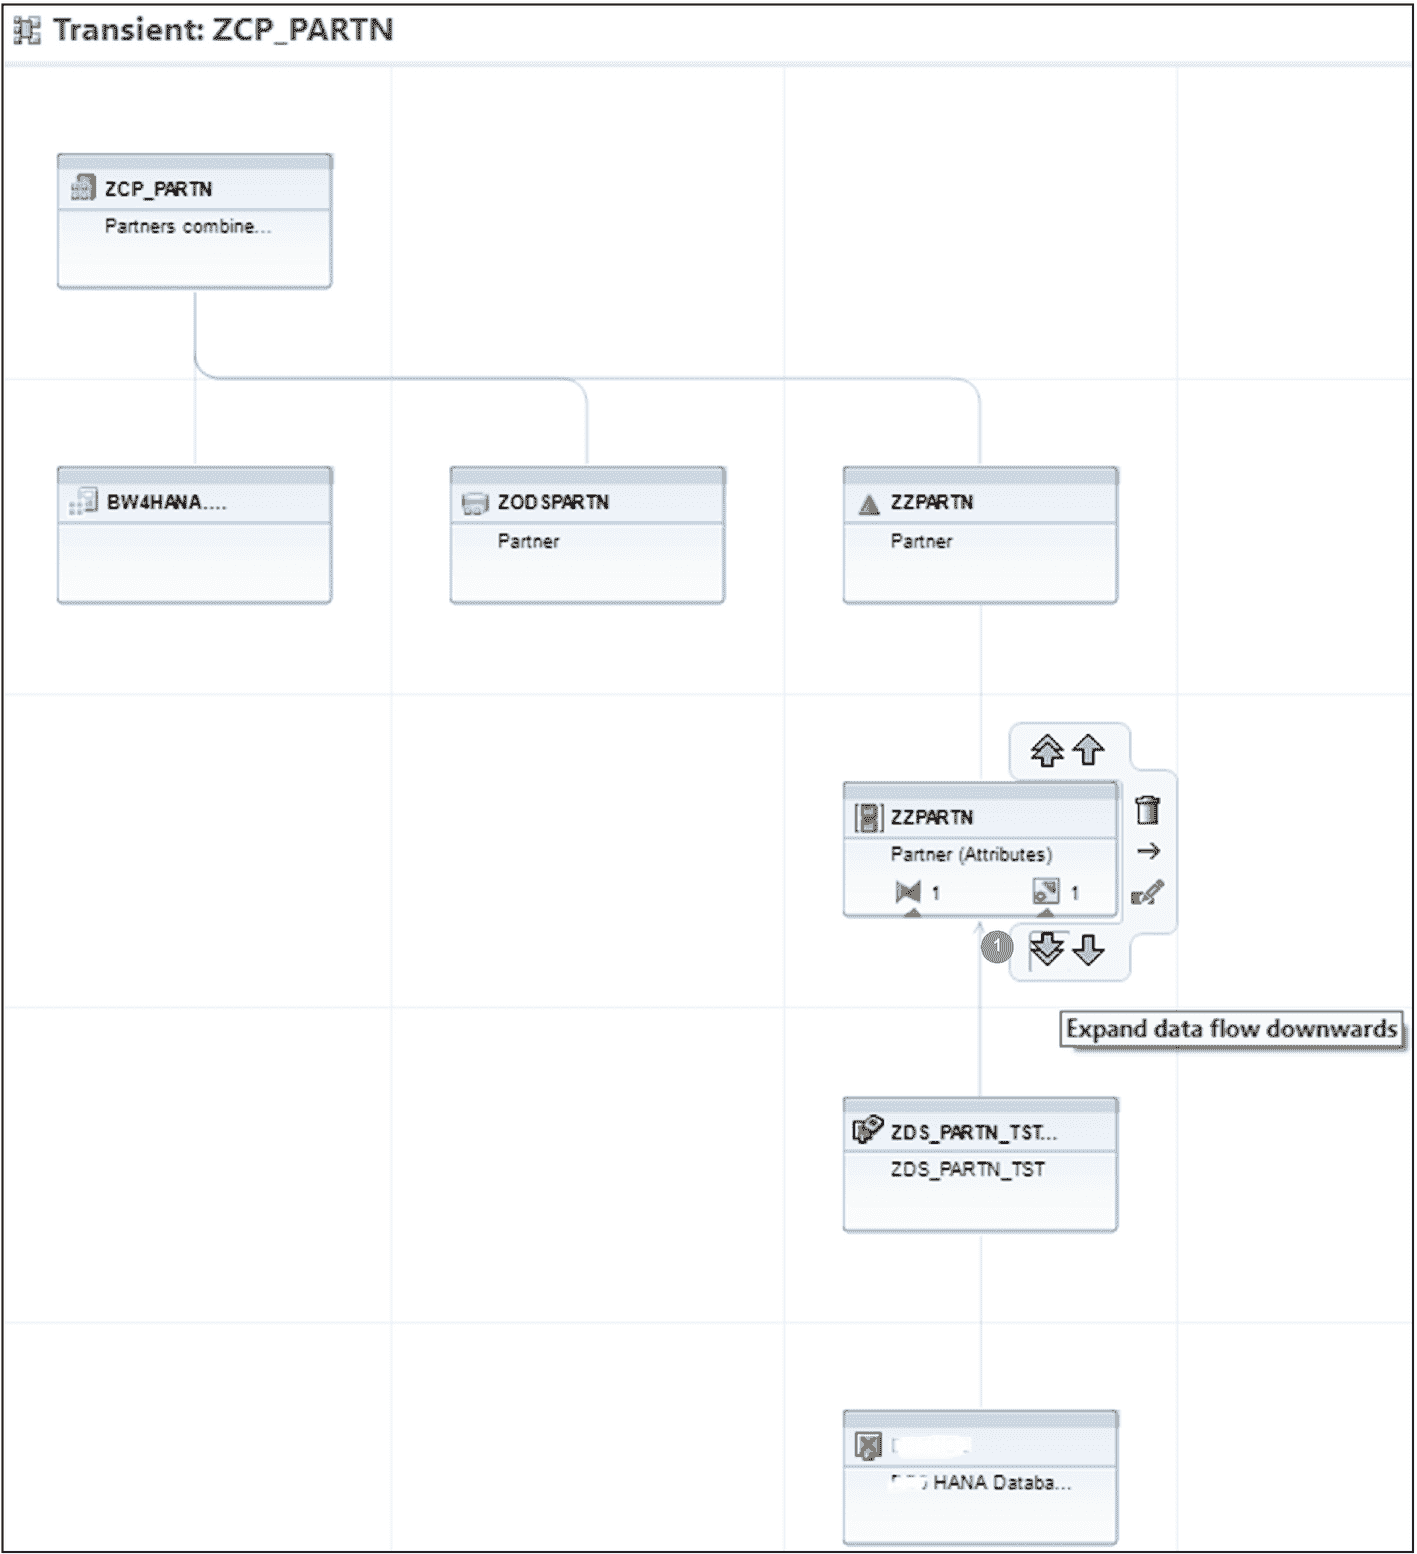 Transient: ZCP_PARTN
ZCP_PARTN
Partners combine...
BW4HANA....
ZODSPARTN
Partner
ZZPARTN
Partner
ZZPARTN
Partner (Attributes)
1
1
1
Expand data flow downwards
ZDS_PARTN_TST...
ZDS_PARTN_TST
HANA Databa...